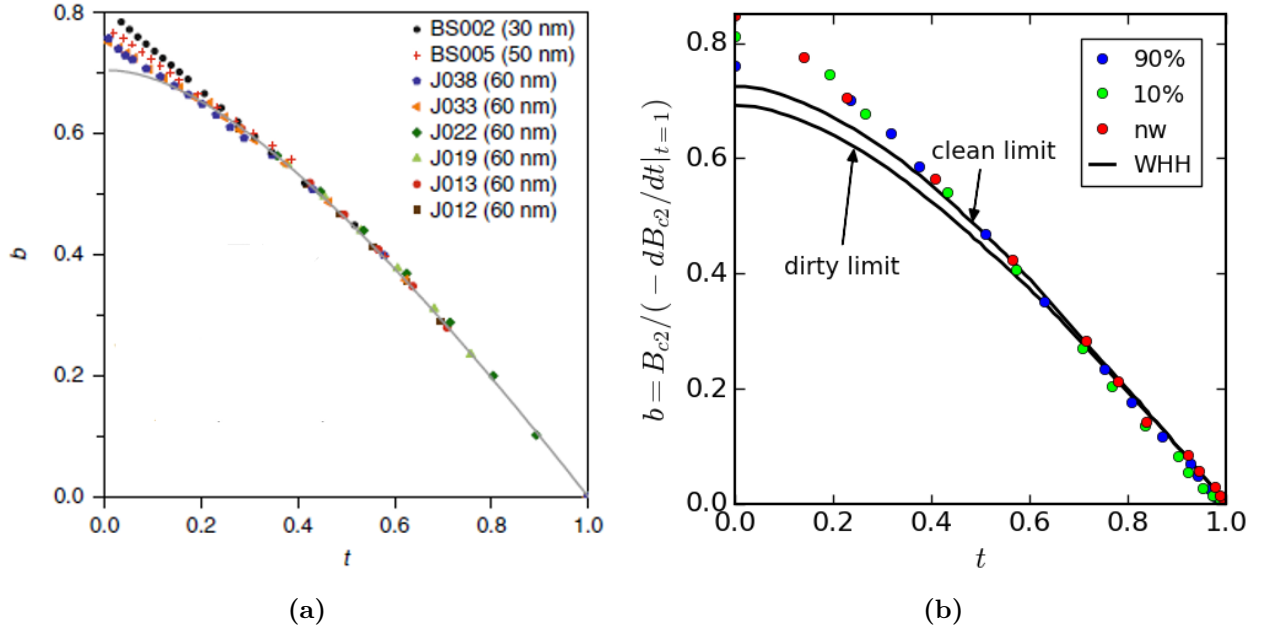 0.8
0.6
0.4
0.2
0.0
b
0.0 0.2 0.4 0.6 0.8 1.0
t
BS002 (30 nm)
BS005 (50 nm)
J038 (60 nm)
J033 (60 nm)
J022 (60 nm)
J019 (60 nm)
J013 (60 nm)
J012 (60 nm)
(a)
0.8
0.6
0.4
0.2
0.0
b = B_{c2}/(− dB_{c2}/dt|_{t=1})
0.0 0.2 0.4 0.6 0.8 1.0
t
90%
10%
nw
WHH
clean limit
dirty limit
(b)